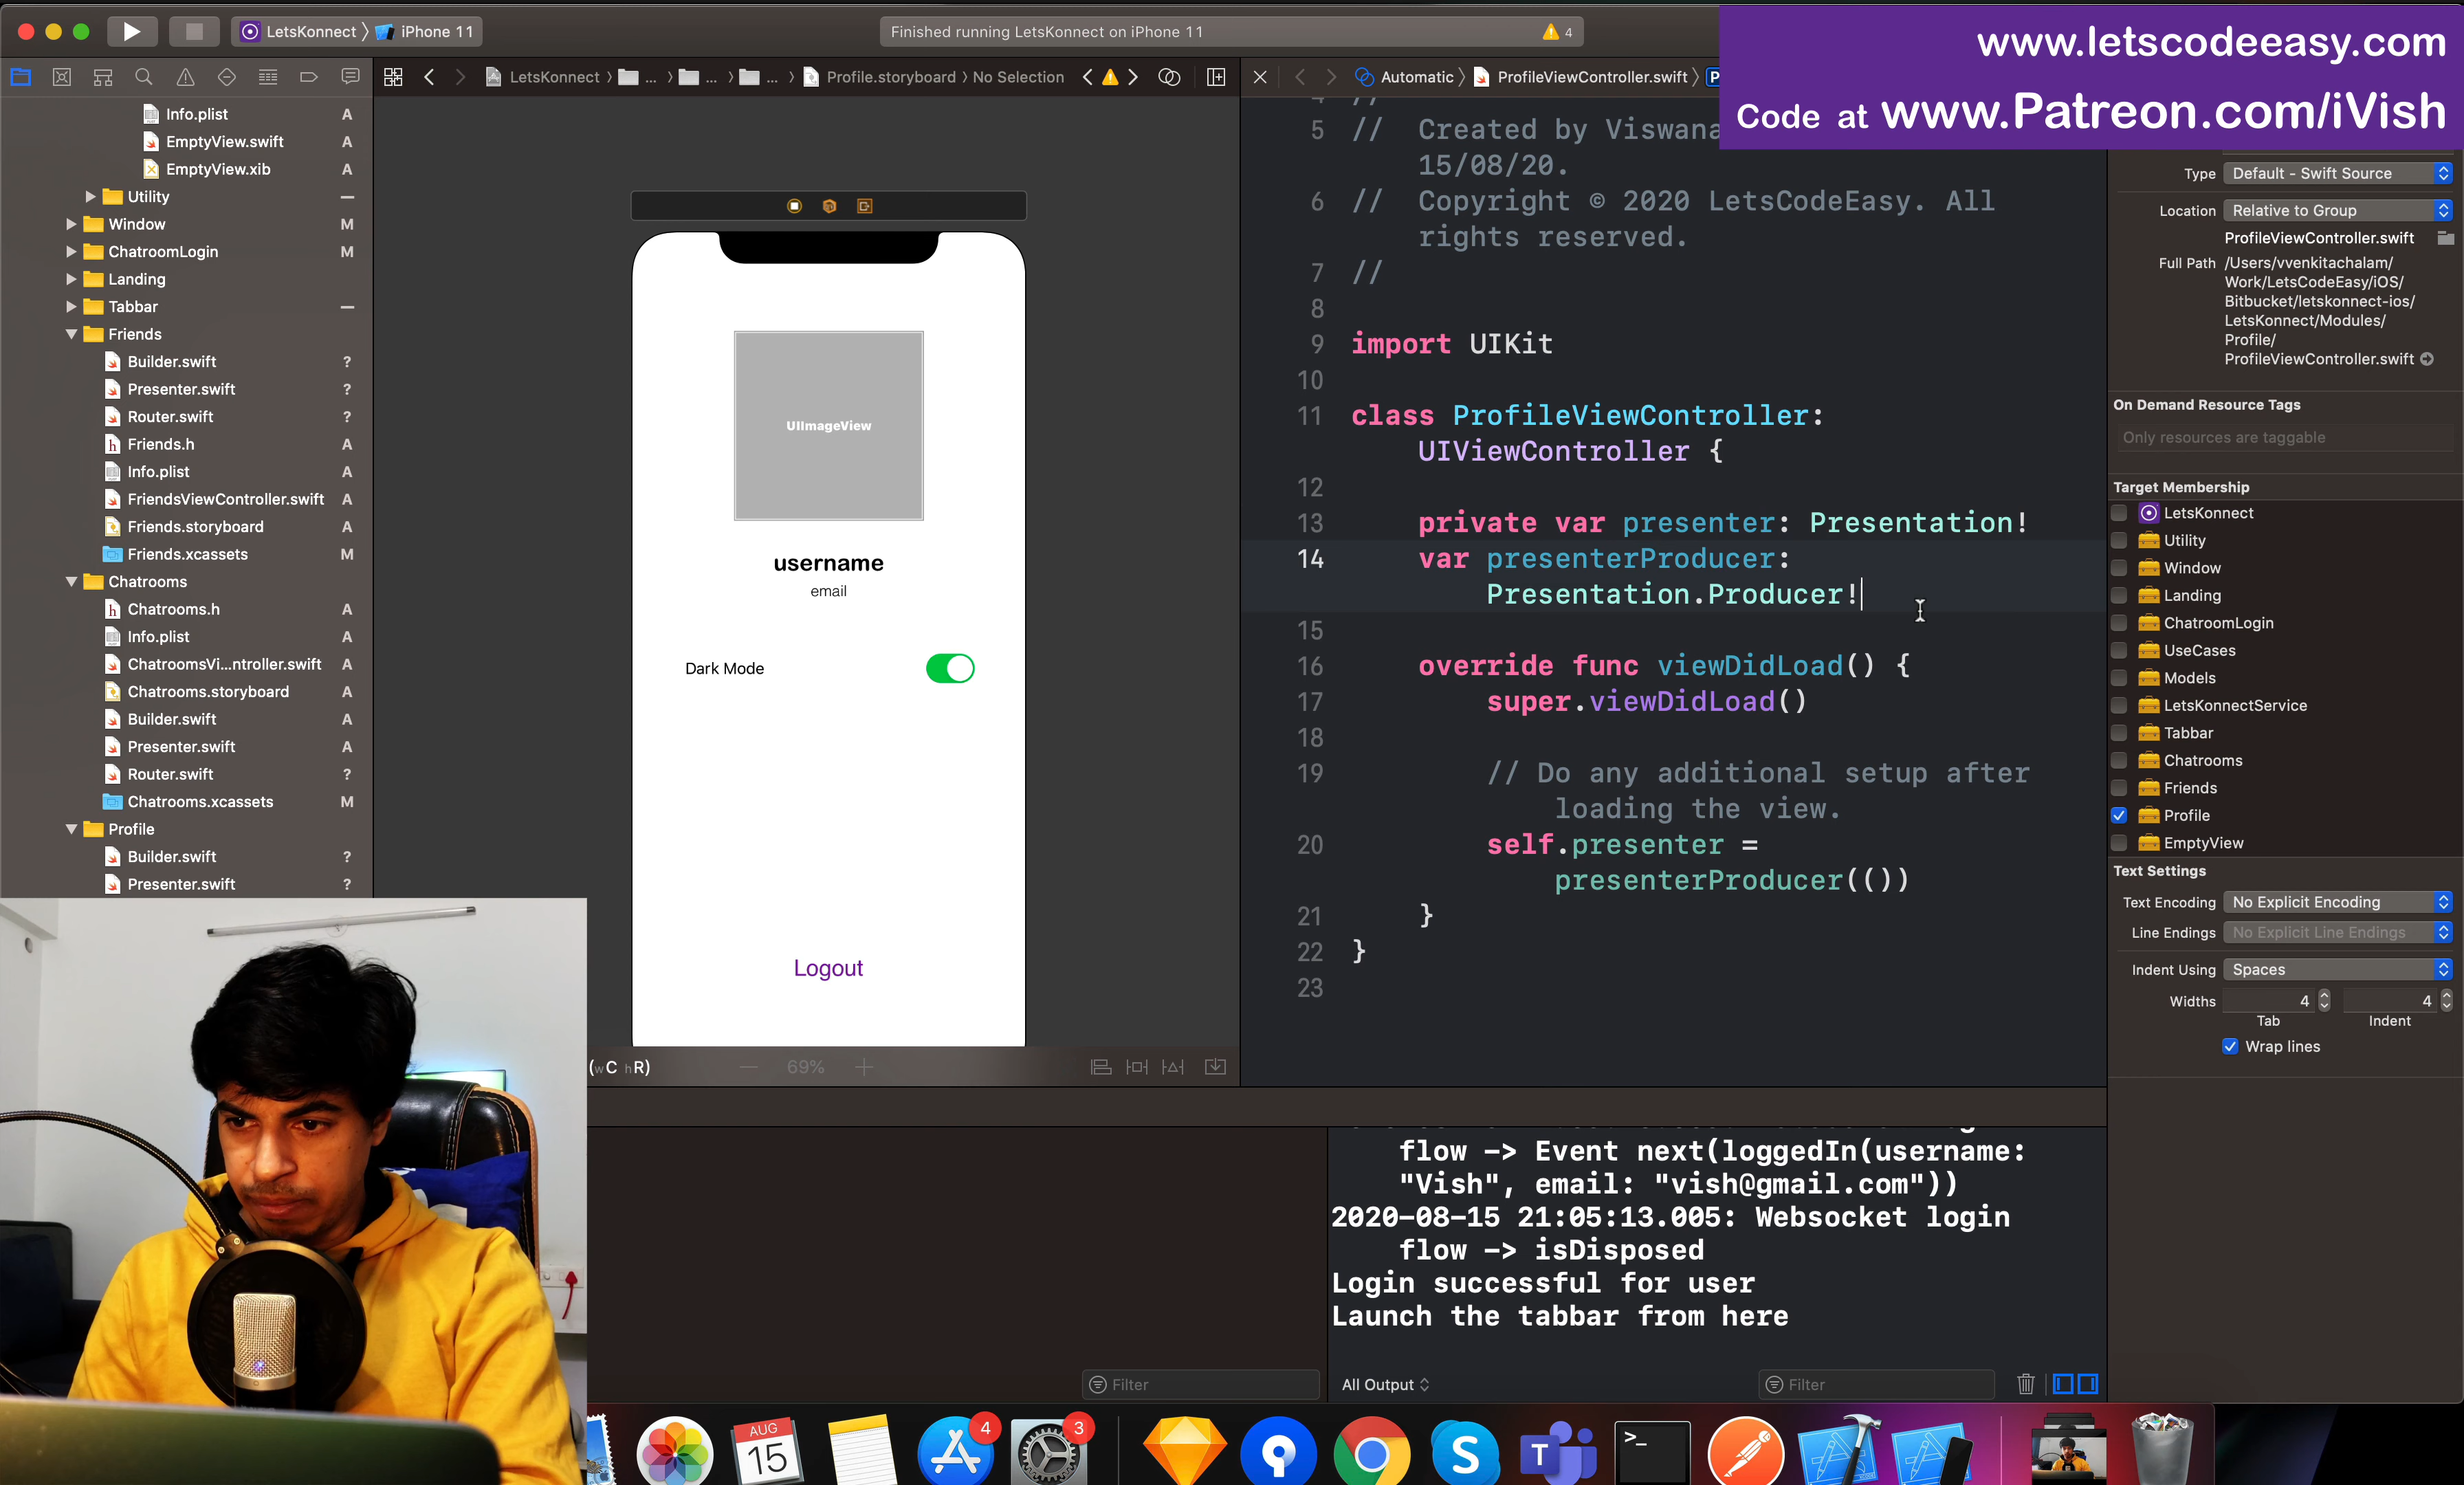 LetsKonnect
iPhone 11
Finished running LetsKonnect on iPhone 11
4
www.letscodeeasy.com
Code at www.Patreon.com/iVish
LetsKonnect
...
...
...
Profile.storyboard
No Selection
Automatic
ProfileViewController.swift
P
Info.plist A
EmptyView.swift A
EmptyView.xib A
Utility
Window M
ChatroomLogin M
Landing
Tabbar
Friends
Builder.swift ?
Presenter.swift ?
Router.swift ?
Friends.h A
Info.plist A
FriendsViewController.swift A
Friends.storyboard A
Friends.xcassets M
Chatrooms
Chatrooms.h A
Info.plist A
ChatroomsVi...ntroller.swift A
Chatrooms.storyboard A
Builder.swift A
Presenter.swift A
Router.swift ?
Chatrooms.xcassets M
Profile
Builder.swift ?
Presenter.swift ?
UIImageView
username
email
Dark Mode
Logout
(wC hR)
69%
4 //
5 // Created by Viswana
15/08/20.
6 // Copyright © 2020 LetsCodeEasy. All
rights reserved.
7 //
8
9 import UIKit
10
11 class ProfileViewController:
UIViewController {
12
13 private var presenter: Presentation!
14 var presenterProducer:
Presentation.Producer!
15
16 override func viewDidLoad() {
17 super.viewDidLoad()
18
19 // Do any additional setup after
loading the view.
20 self.presenter =
presenterProducer(())
21 }
22 }
23
Type Default - Swift Source
Location Relative to Group
ProfileViewController.swift
Full Path /Users/vvenkitachalam/
Work/LetsCodeEasy/iOS/
Bitbucket/letskonnect-ios/
LetsKonnect/Modules/
Profile/
ProfileViewController.swift
On Demand Resource Tags
Only resources are taggable
Target Membership
LetsKonnect
Utility
Window
Landing
ChatroomLogin
UseCases
Models
LetsKonnectService
Tabbar
Chatrooms
Friends
Profile
EmptyView
Text Settings
Text Encoding No Explicit Encoding
Line Endings No Explicit Line Endings
Indent Using Spaces
Widths 4 4
Tab Indent
Wrap lines
flow -> Event next(loggedIn(username:
"Vish", email: "vish@gmail.com"))
2020-08-15 21:05:13.005: Websocket login
flow -> isDisposed
Login successful for user
Launch the tabbar from here
Filter
All Output
Filter
AUG
15
4
3
S
T
>_